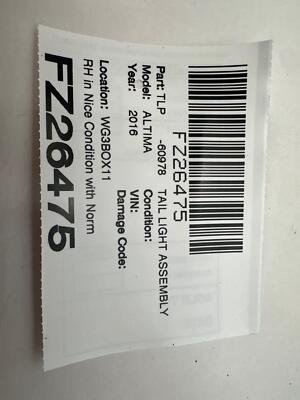 FZ26475
Part: TLP -60978 TAIL LIGHT ASSEMBLY
Model: ALTIMA Condition:
Year: 2016 VIN:
Damage Code:
Location: WG3BOX11
RH in Nice Condition with Norm
FZ26475